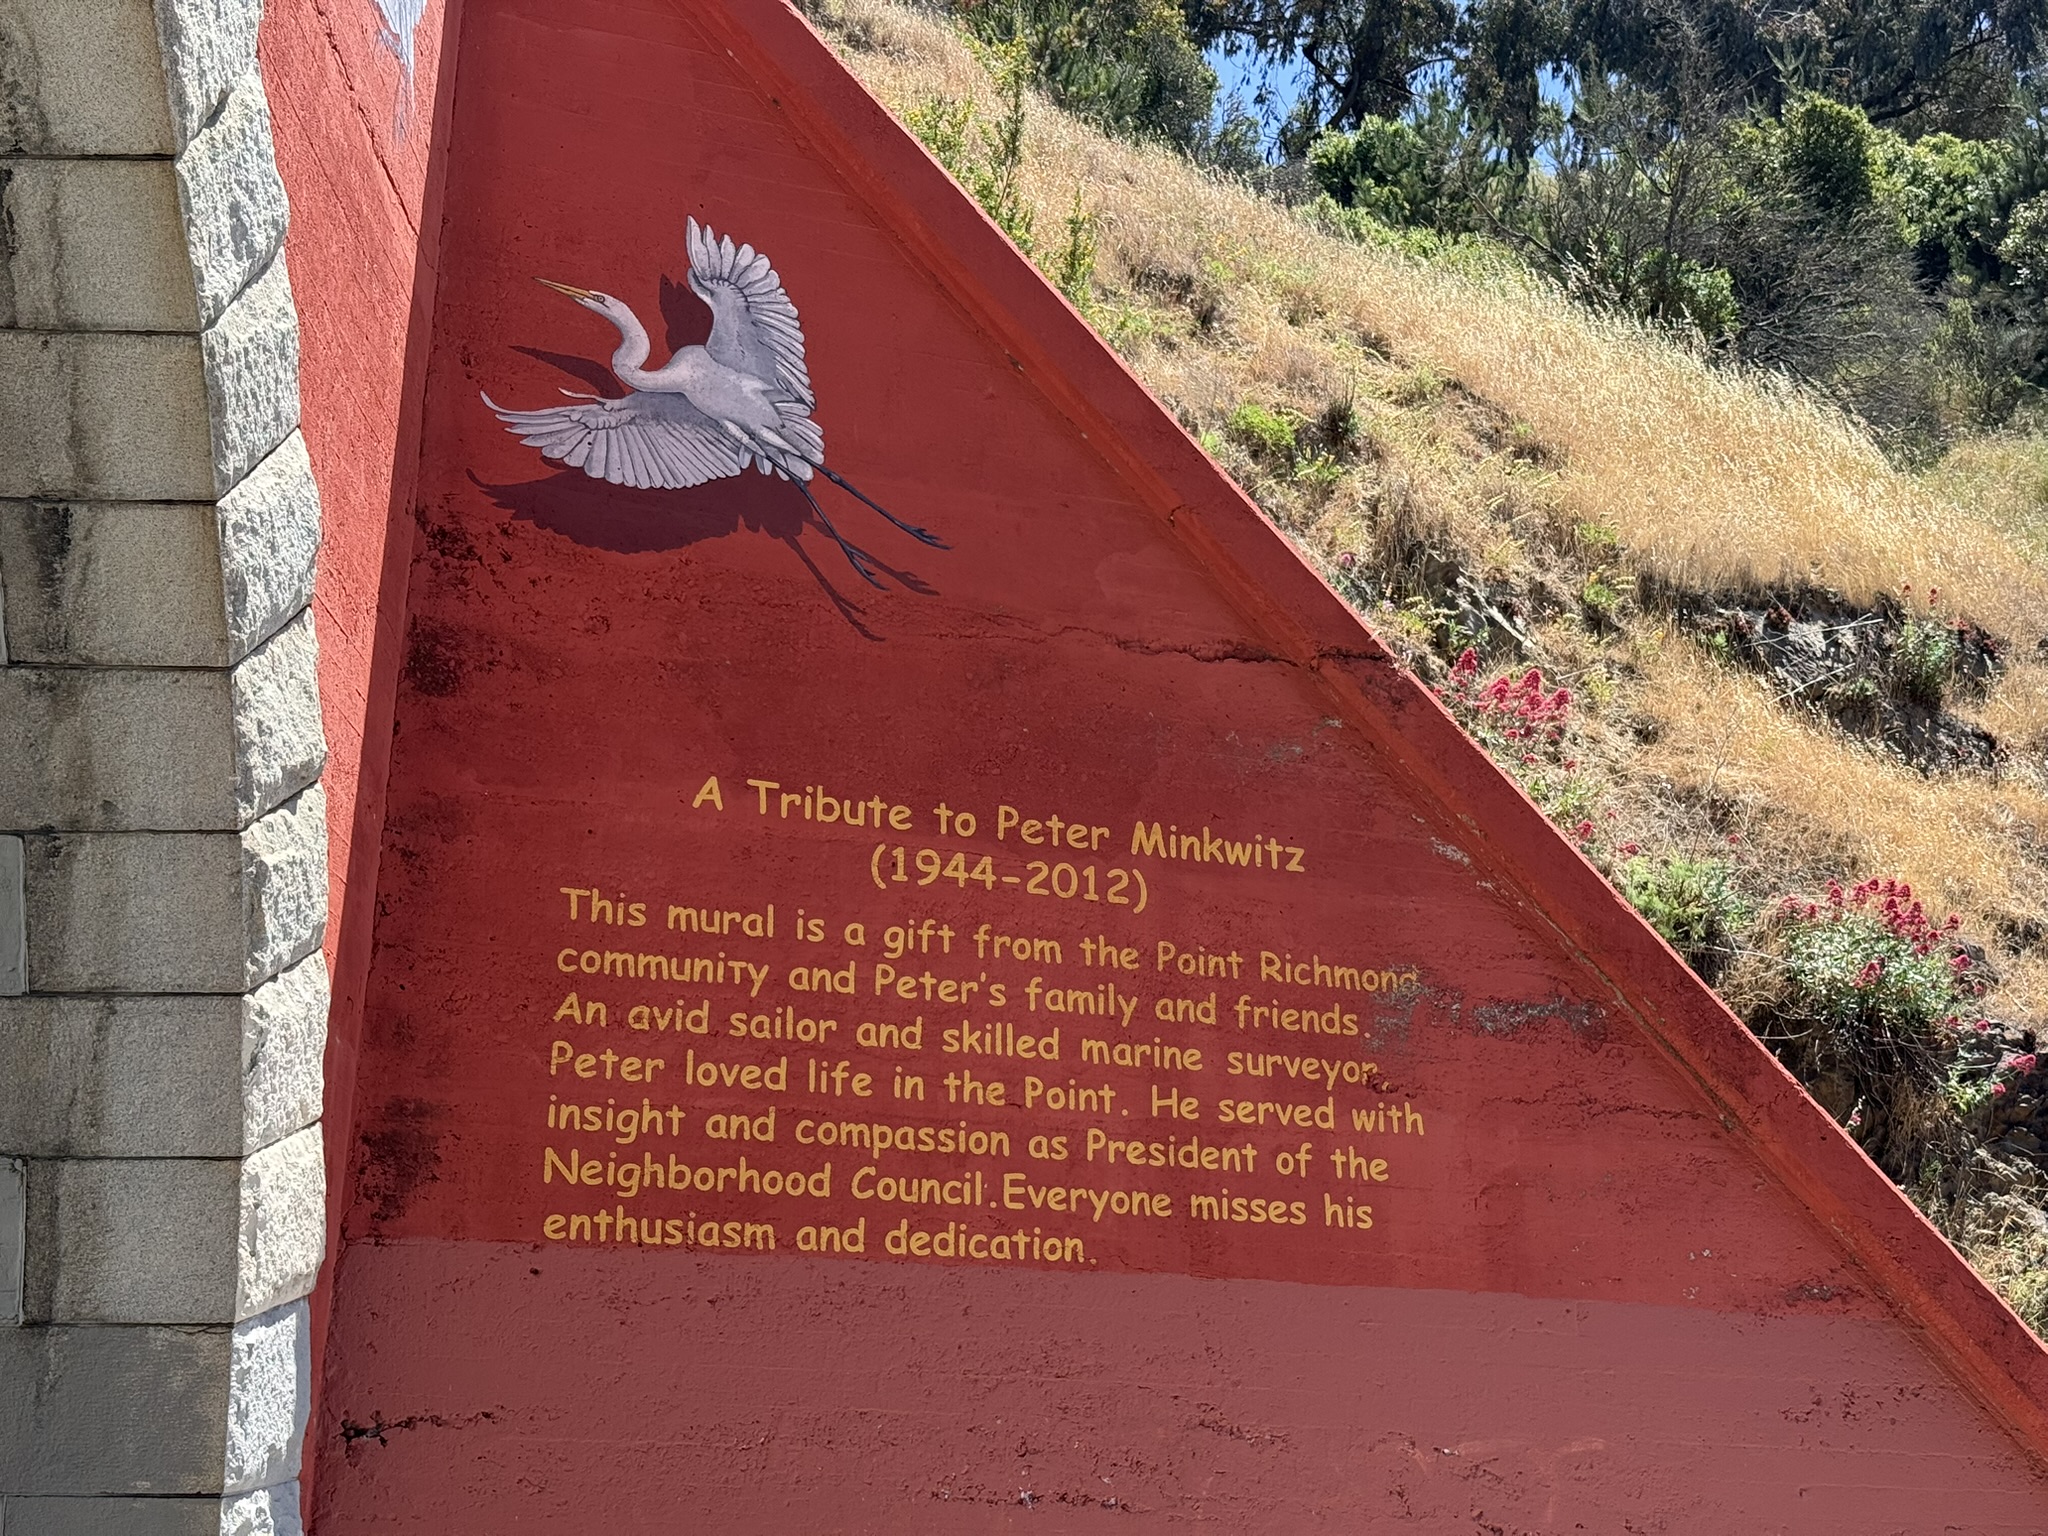 A Tribute to Peter Minkwitz
(1944-2012)
This mural is a gift from the Point Richmond
community and Peter's family and friends.
An avid sailor and skilled marine surveyor,
Peter loved life in the Point. He served with
insight and compassion as President of the
Neighborhood Council. Everyone misses his
enthusiasm and dedication.